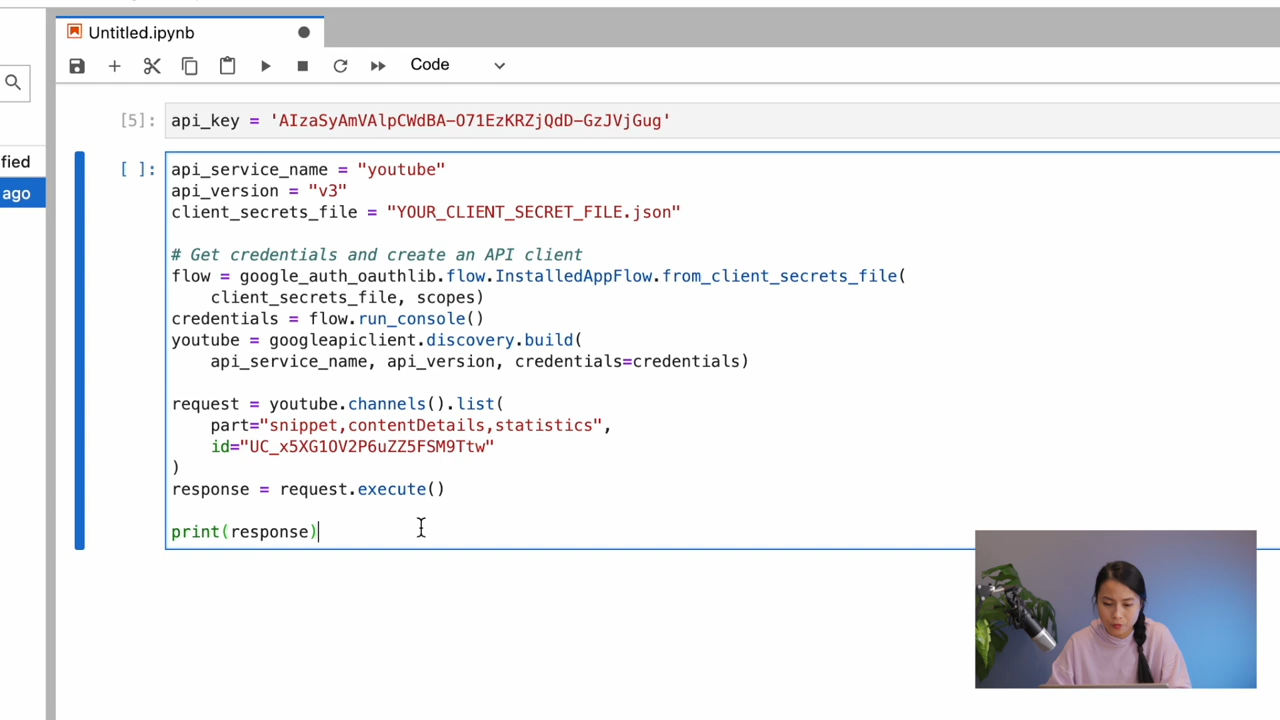 Untitled.ipynb
Code
fied
ago
[5]:
api_key = 'AIzaSyAmVAlpCWdBA-O71EzKRZjQdD-GzJVjGug'
[ ]:
api_service_name = "youtube"
api_version = "v3"
client_secrets_file = "YOUR_CLIENT_SECRET_FILE.json"
# Get credentials and create an API client
flow = google_auth_oauthlib.flow.InstalledAppFlow.from_client_secrets_file(
client_secrets_file, scopes)
credentials = flow.run_console()
youtube = googleapiclient.discovery.build(
api_service_name, api_version, credentials=credentials)
request = youtube.channels().list(
part="snippet,contentDetails,statistics",
id="UC_x5XG1OV2P6uZZ5FSM9Ttw"
)
response = request.execute()
print(response)